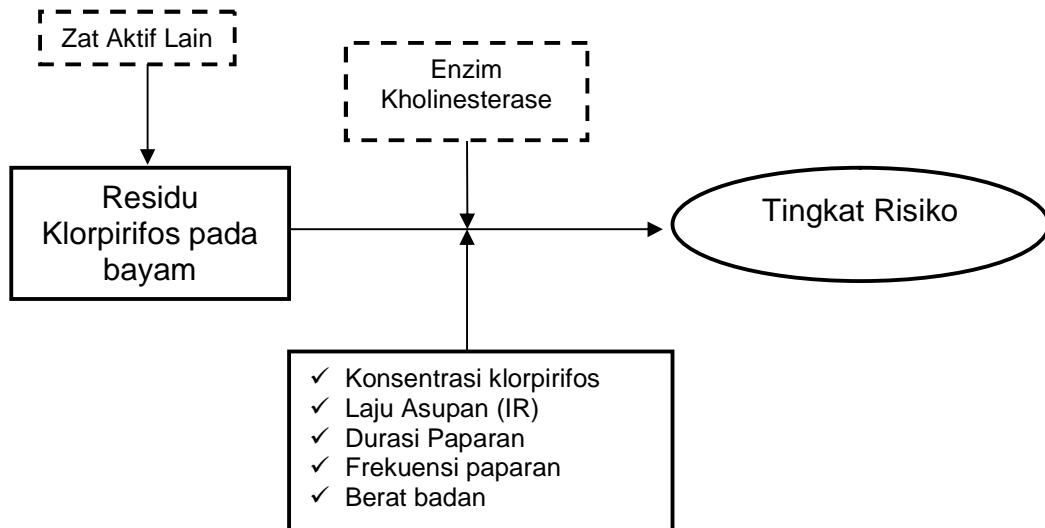 Zat Aktif Lain
Enzim
Kholinesterase
Residu
Klorpirifos pada
bayam
Tingkat Risiko
✓ Konsentrasi klorpirifos
✓ Laju Asupan (IR)
✓ Durasi Paparan
✓ Frekuensi paparan
✓ Berat badan